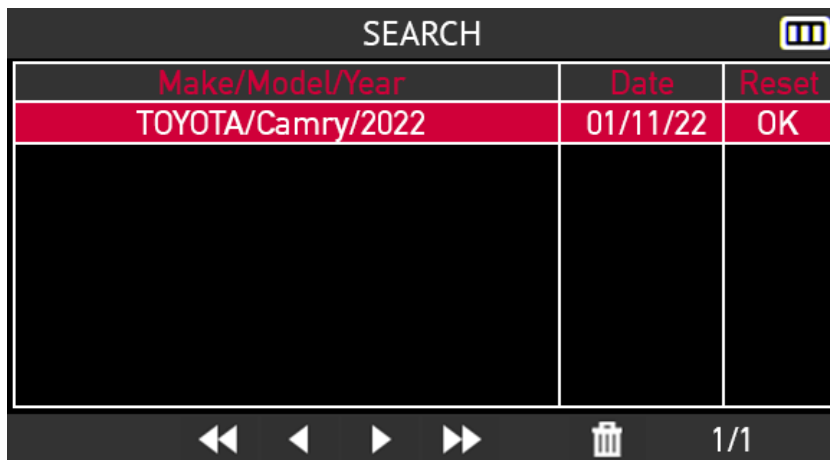 SEARCH
Make/Model/Year Date Reset
TOYOTA/Camry/2022 01/11/22 OK
1/1